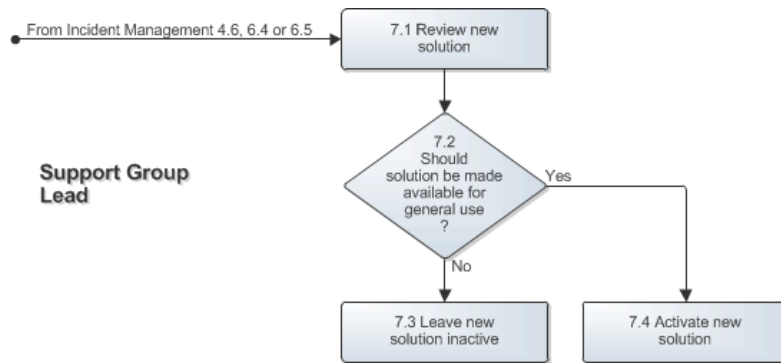 From Incident Management 4.6, 6.4 or 6.5
7.1 Review new
solution
7.2
Should
solution be made
available for
general use
?
Support Group
Lead
Yes
No
7.3 Leave new
solution inactive
7.4 Activate new
solution